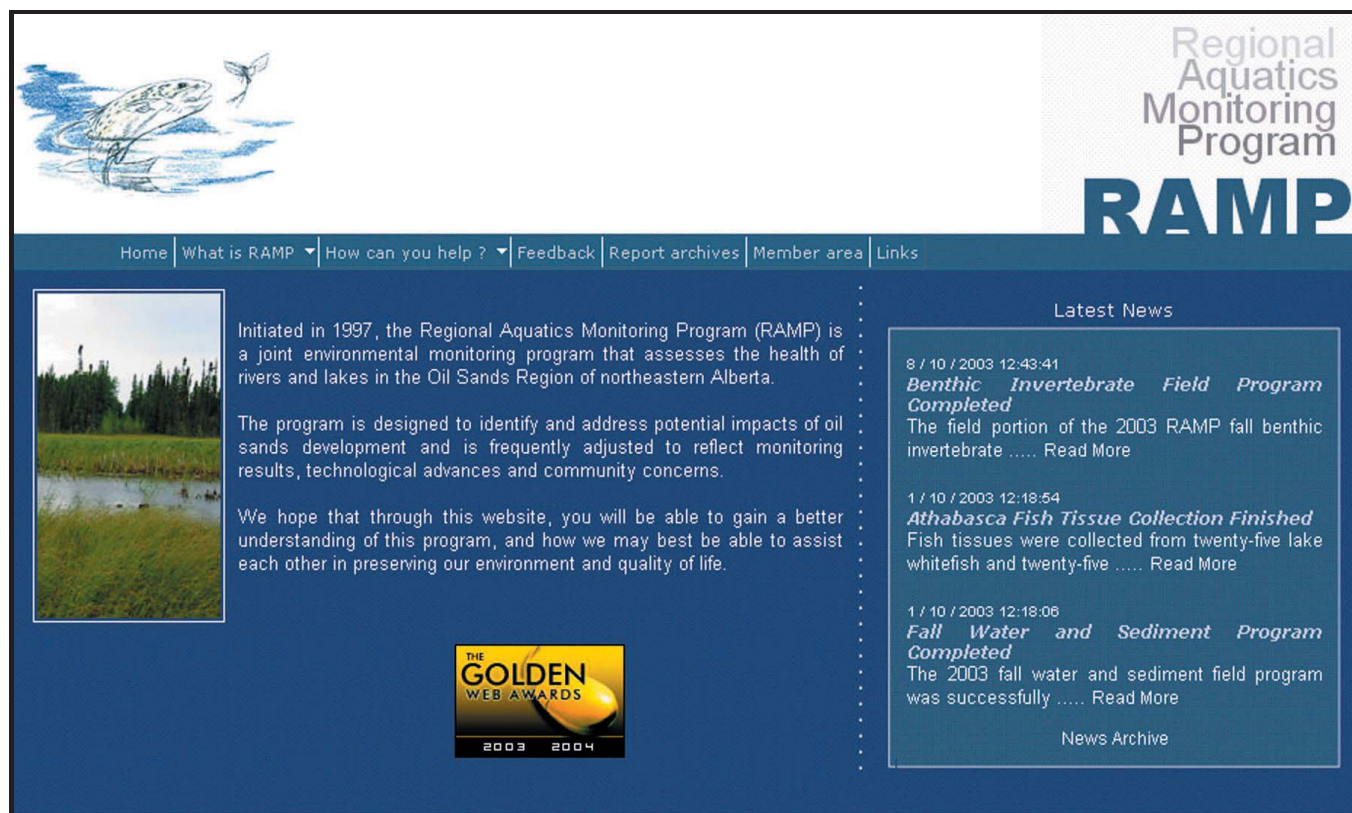 Regional
Aquatics
Monitoring
Program
RAMP
Home What is RAMP How can you help ? Feedback Report archives Member area Links
Initiated in 1997, the Regional Aquatics Monitoring Program (RAMP) is
a joint environmental monitoring program that assesses the health of
rivers and lakes in the Oil Sands Region of northeastern Alberta.
The program is designed to identify and address potential impacts of oil
sands development and is frequently adjusted to reflect monitoring
results, technological advances and community concerns.
We hope that through this website, you will be able to gain a better
understanding of this program, and how we may best be able to assist
each other in preserving our environment and quality of life.
THE
GOLDEN
WEB AWARDS
2003 2004
Latest News
8 / 10 / 2003 12:43:41
Benthic Invertebrate Field Program
Completed
The field portion of the 2003 RAMP fall benthic
invertebrate ..... Read More
1 / 10 / 2003 12:18:54
Athabasca Fish Tissue Collection Finished
Fish tissues were collected from twenty-five lake
whitefish and twenty-five ..... Read More
1 / 10 / 2003 12:18:06
Fall Water and Sediment Program
Completed
The 2003 fall water and sediment field program
was successfully ..... Read More
News Archive